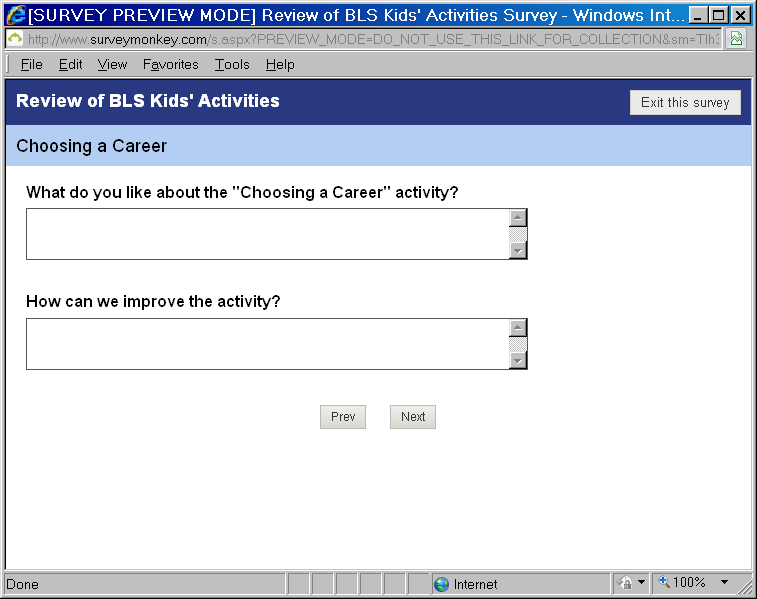 [SURVEY PREVIEW MODE] Review of BLS Kids' Activities Survey - Windows Int...
http://www.surveymonkey.com/s.aspx?PREVIEW_MODE=DO_NOT_USE_THIS_LINK_FOR_COLLECTION&sm=TIh
File Edit View Favorites Tools Help
Review of BLS Kids' Activities
Exit this survey
Choosing a Career
What do you like about the "Choosing a Career" activity?
How can we improve the activity?
Prev Next
Done Internet 100%